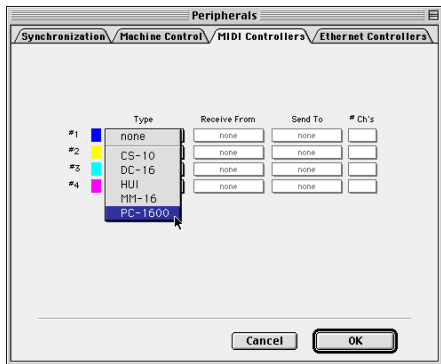 Peripherals
Synchronization Machine Control MIDI Controllers Ethernet Controllers
Type Receive From Send To # Ch's
#1 none none none
#2 CS-10 none none
#3 DC-16 none none
#4 HUI none none
MM-16
PC-1600
Cancel OK